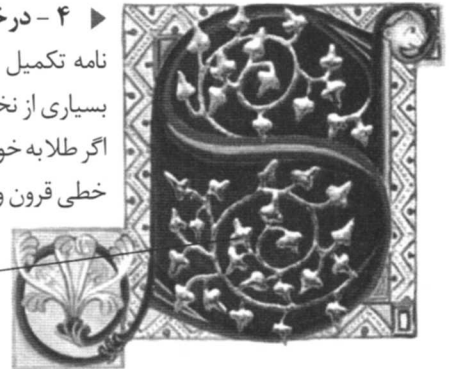 ◀ ۴ – درخ
نامه تکمیل
بسیاری از نخ
اگر طلا به خو
خطی قرون و